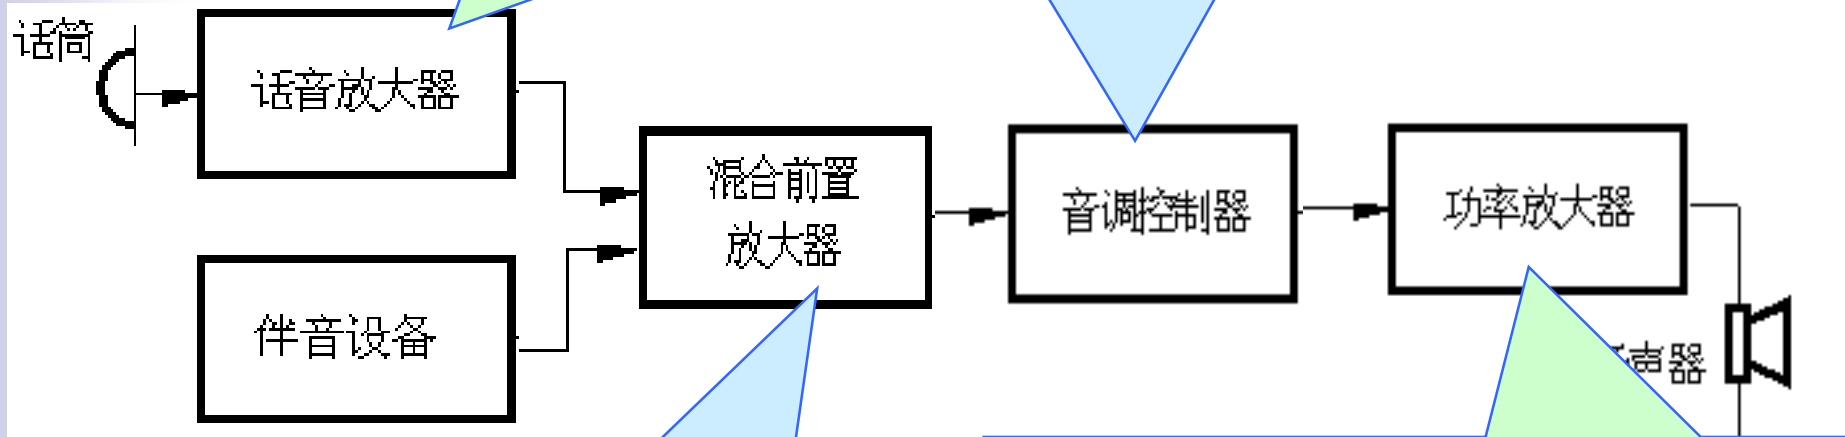 话筒
话音放大器
混合前置
放大器
音调控制器
功率放大器
伴音设备
声器